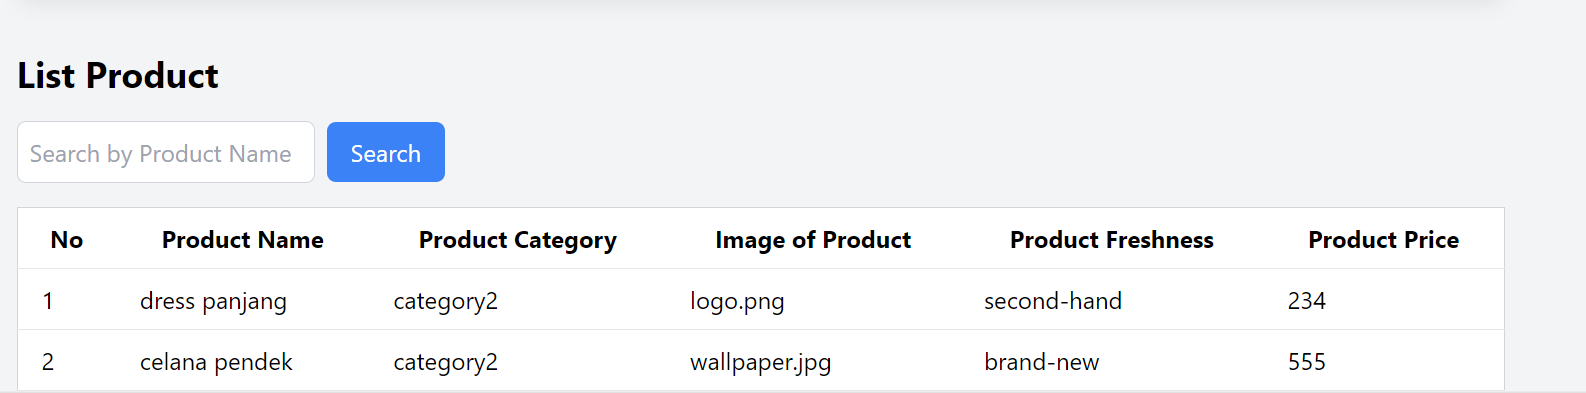 List Product
Search by Product Name Search
No Product Name Product Category Image of Product Product Freshness Product Price
1 dress panjang category2 logo.png second-hand 234
2 celana pendek category2 wallpaper.jpg brand-new 555